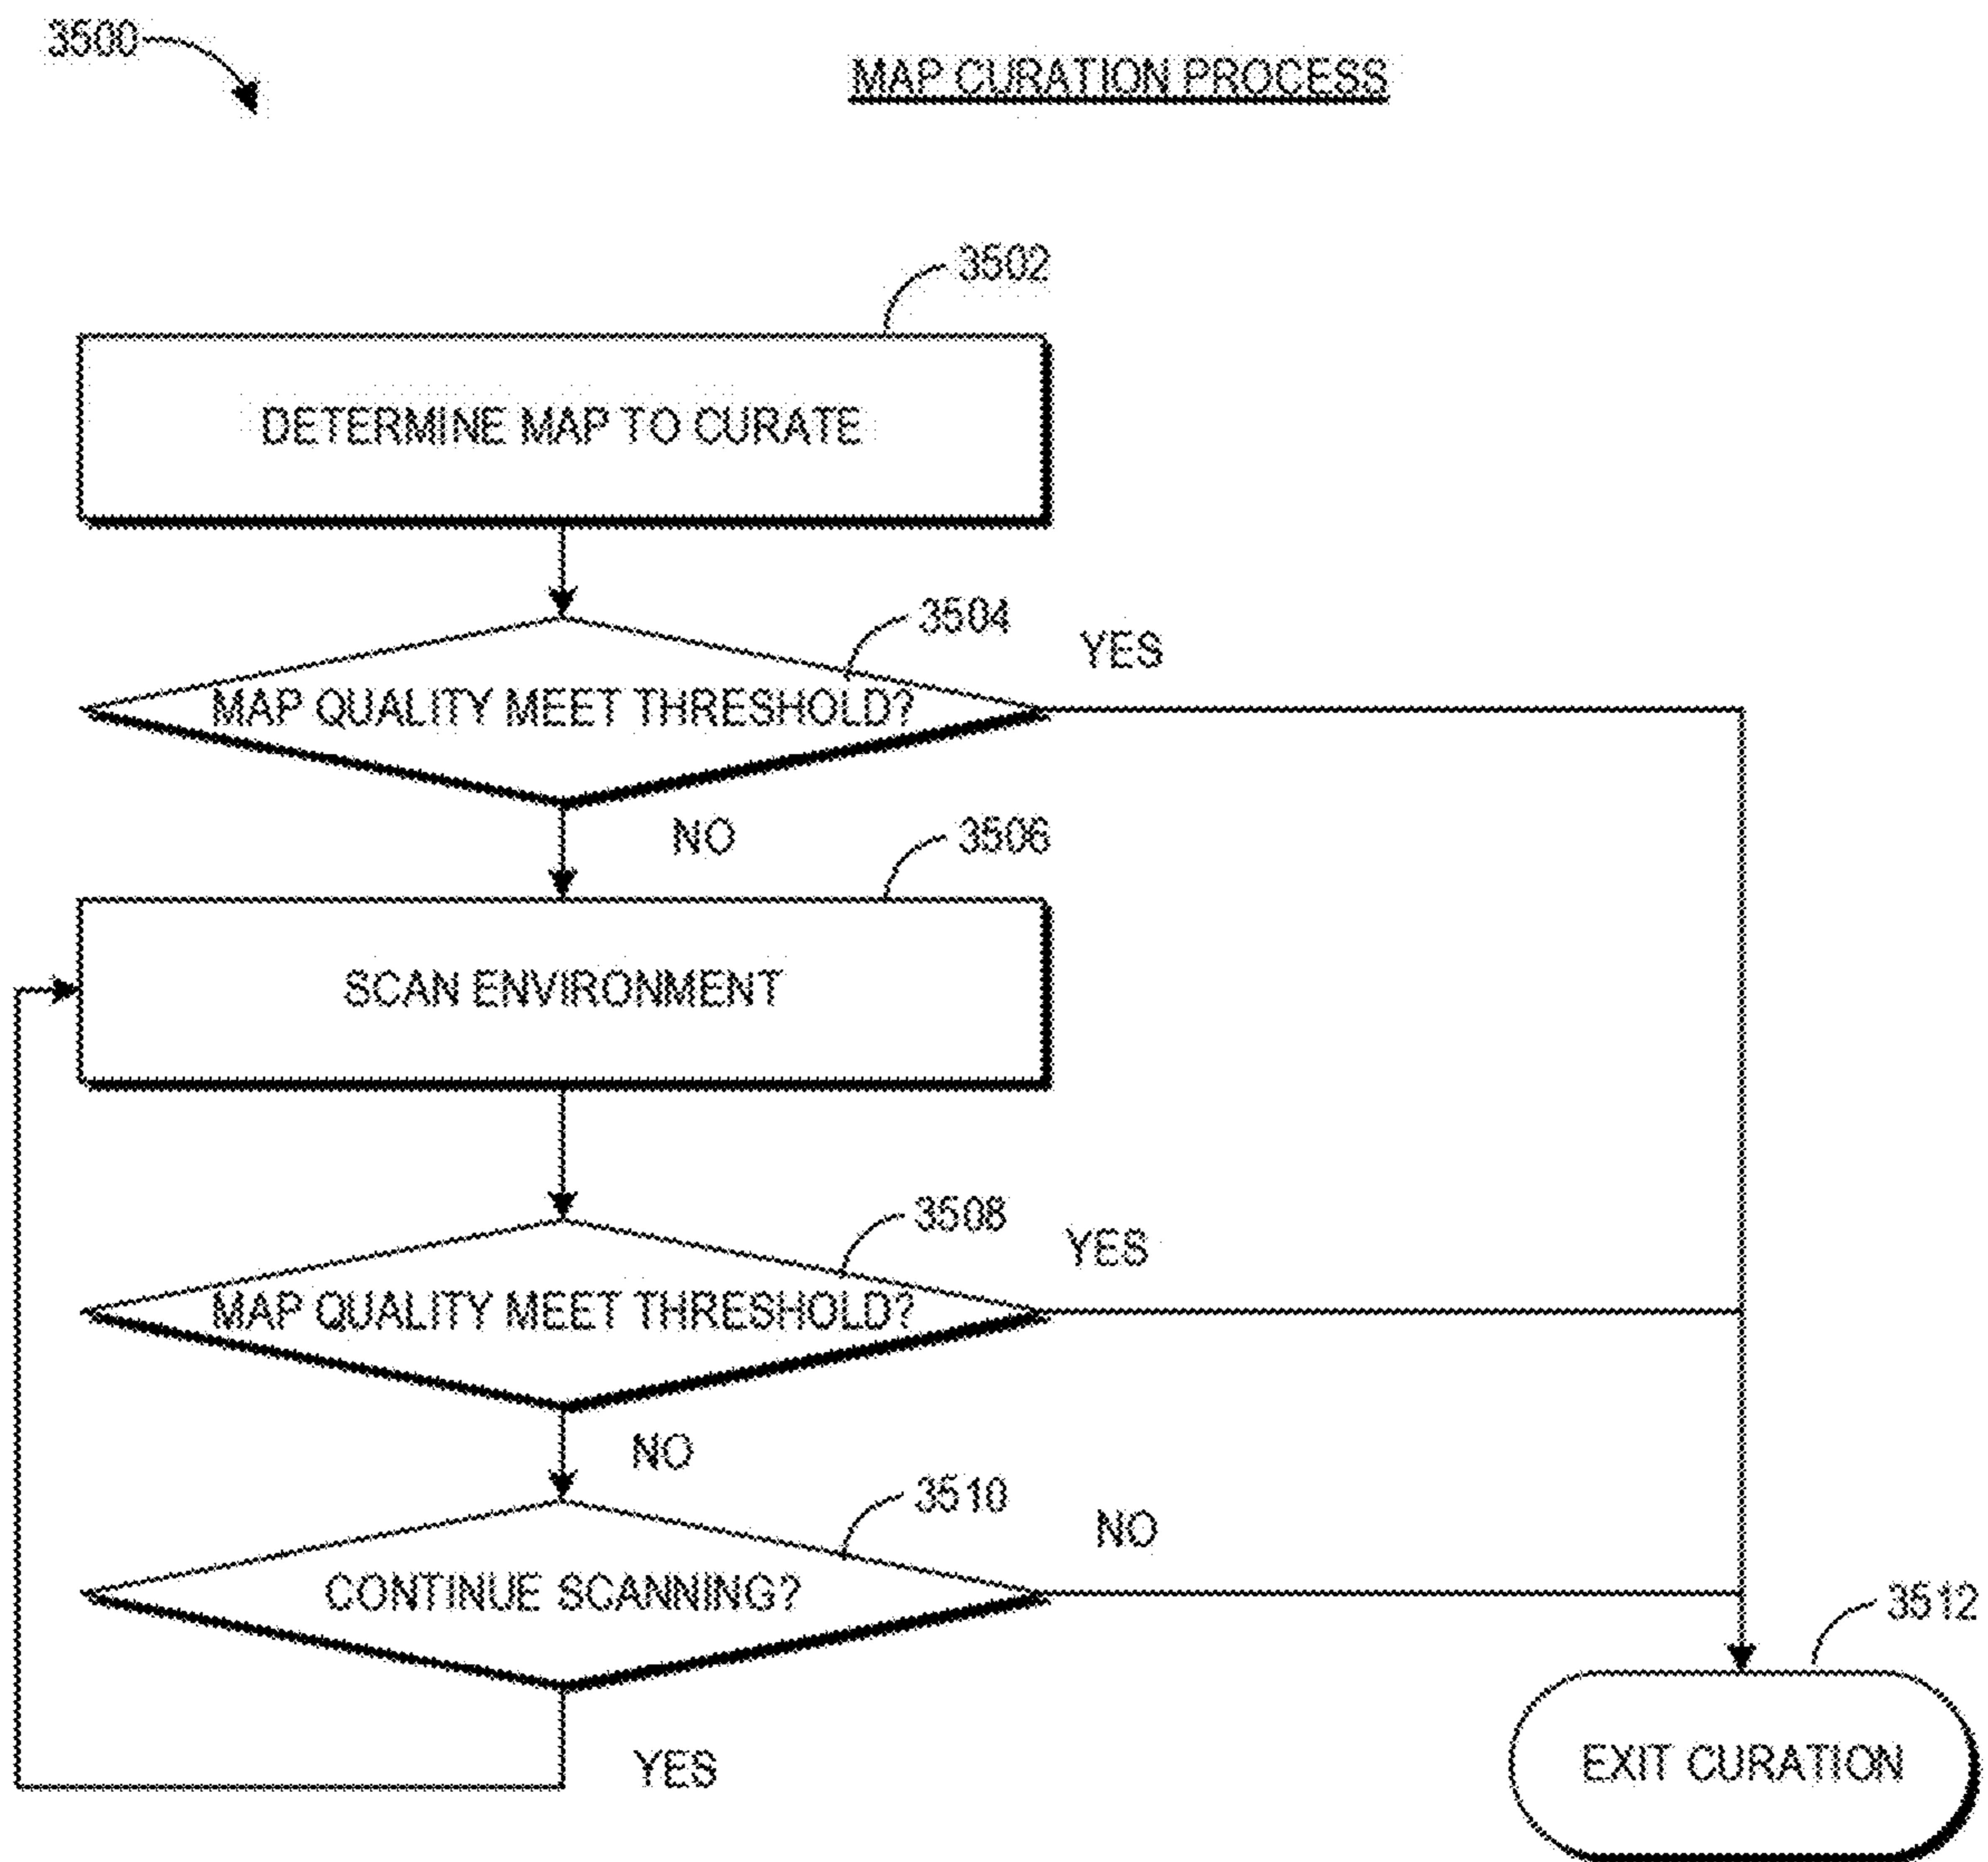 3500
MAP CURATION PROCESS
3502
DETERMINE MAP TO CURATE
3504
YES
MAP QUALITY MEET THRESHOLD?
NO
3506
SCAN ENVIRONMENT
3508
YES
MAP QUALITY MEET THRESHOLD?
NO
3510
NO
CONTINUE SCANNING?
3512
YES
EXIT CURATION